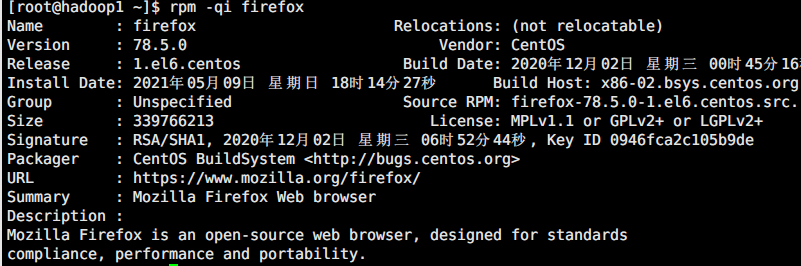 [root@hadoop1 ~]$ rpm -qi firefox
Name        : firefox                      Relocations: (not relocatable)
Version     : 78.5.0                            Vendor: CentOS
Release     : 1.el6.centos                  Build Date: 2020年12月02日 星期三 00时45分16
Install Date: 2021年05月09日 星期日 18时14分27秒      Build Host: x86-02.bsys.centos.org
Group       : Unspecified                   Source RPM: firefox-78.5.0-1.el6.centos.src.
Size        : 339766213                        License: MPLv1.1 or GPLv2+ or LGPLv2+
Signature   : RSA/SHA1, 2020年12月02日 星期三 06时52分44秒, Key ID 0946fca2c105b9de
Packager    : CentOS BuildSystem <http://bugs.centos.org>
URL         : https://www.mozilla.org/firefox/
Summary     : Mozilla Firefox Web browser
Description :
Mozilla Firefox is an open-source web browser, designed for standards
compliance, performance and portability.